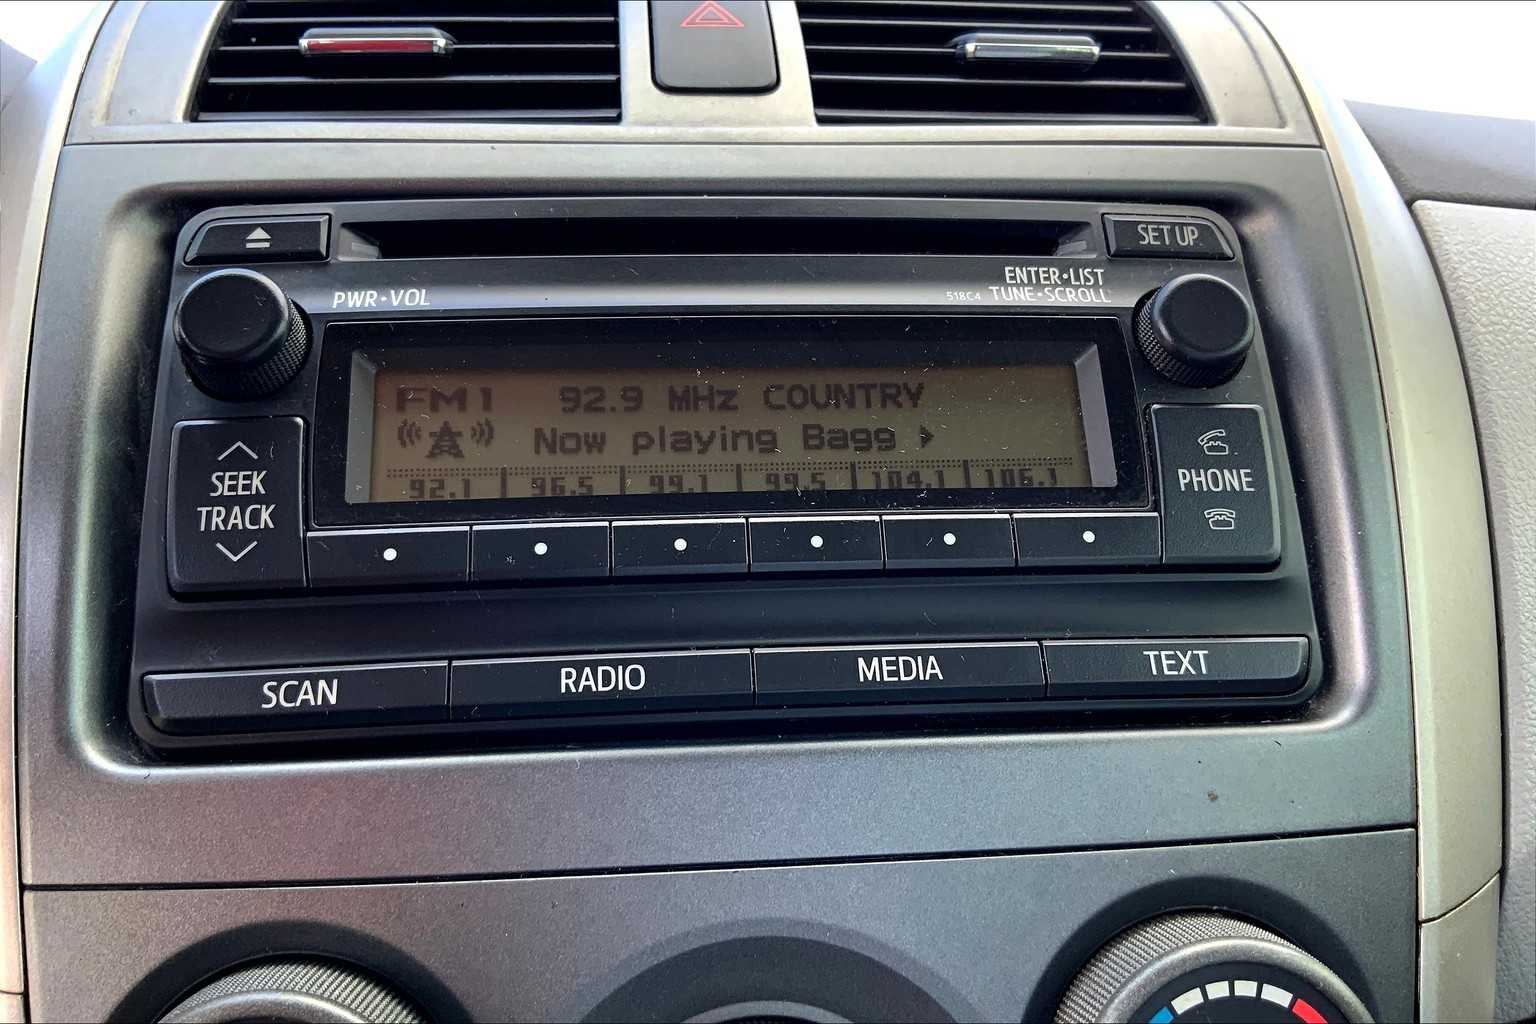 SET UP
ENTER•LIST
PWR•VOL
518C4 TUNE•SCROLL
FM1 92.9 MHz COUNTRY
Now playing Bagg
92.1 96.5 99.1 99.5 104.1 106.1
SEEK
TRACK
PHONE
SCAN RADIO MEDIA TEXT